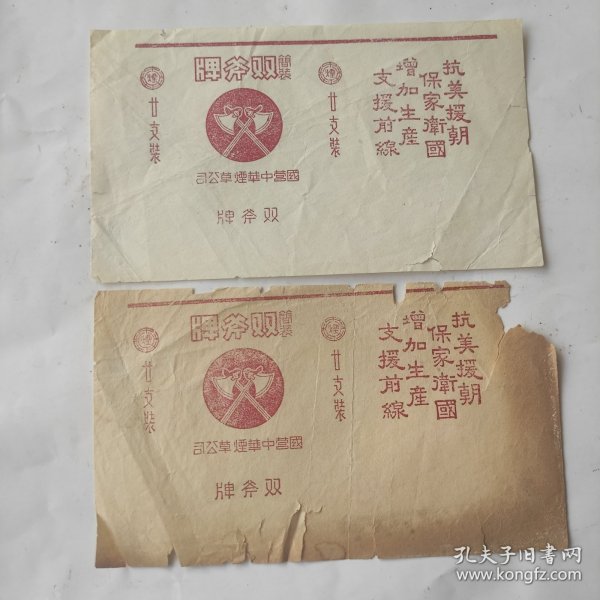 簡裝
双斧牌
煙
廿支裝
煙
廿支裝
國營中華煙草公司
双斧牌
抗美援朝
保家衛國
增加生產
支援前線
簡裝
双斧牌
煙
廿支裝
煙
廿支裝
國營中華煙草公司
双斧牌
抗美援朝
保家衛國
增加生產
支援前線
孔夫子旧书网
www.kongfz.com